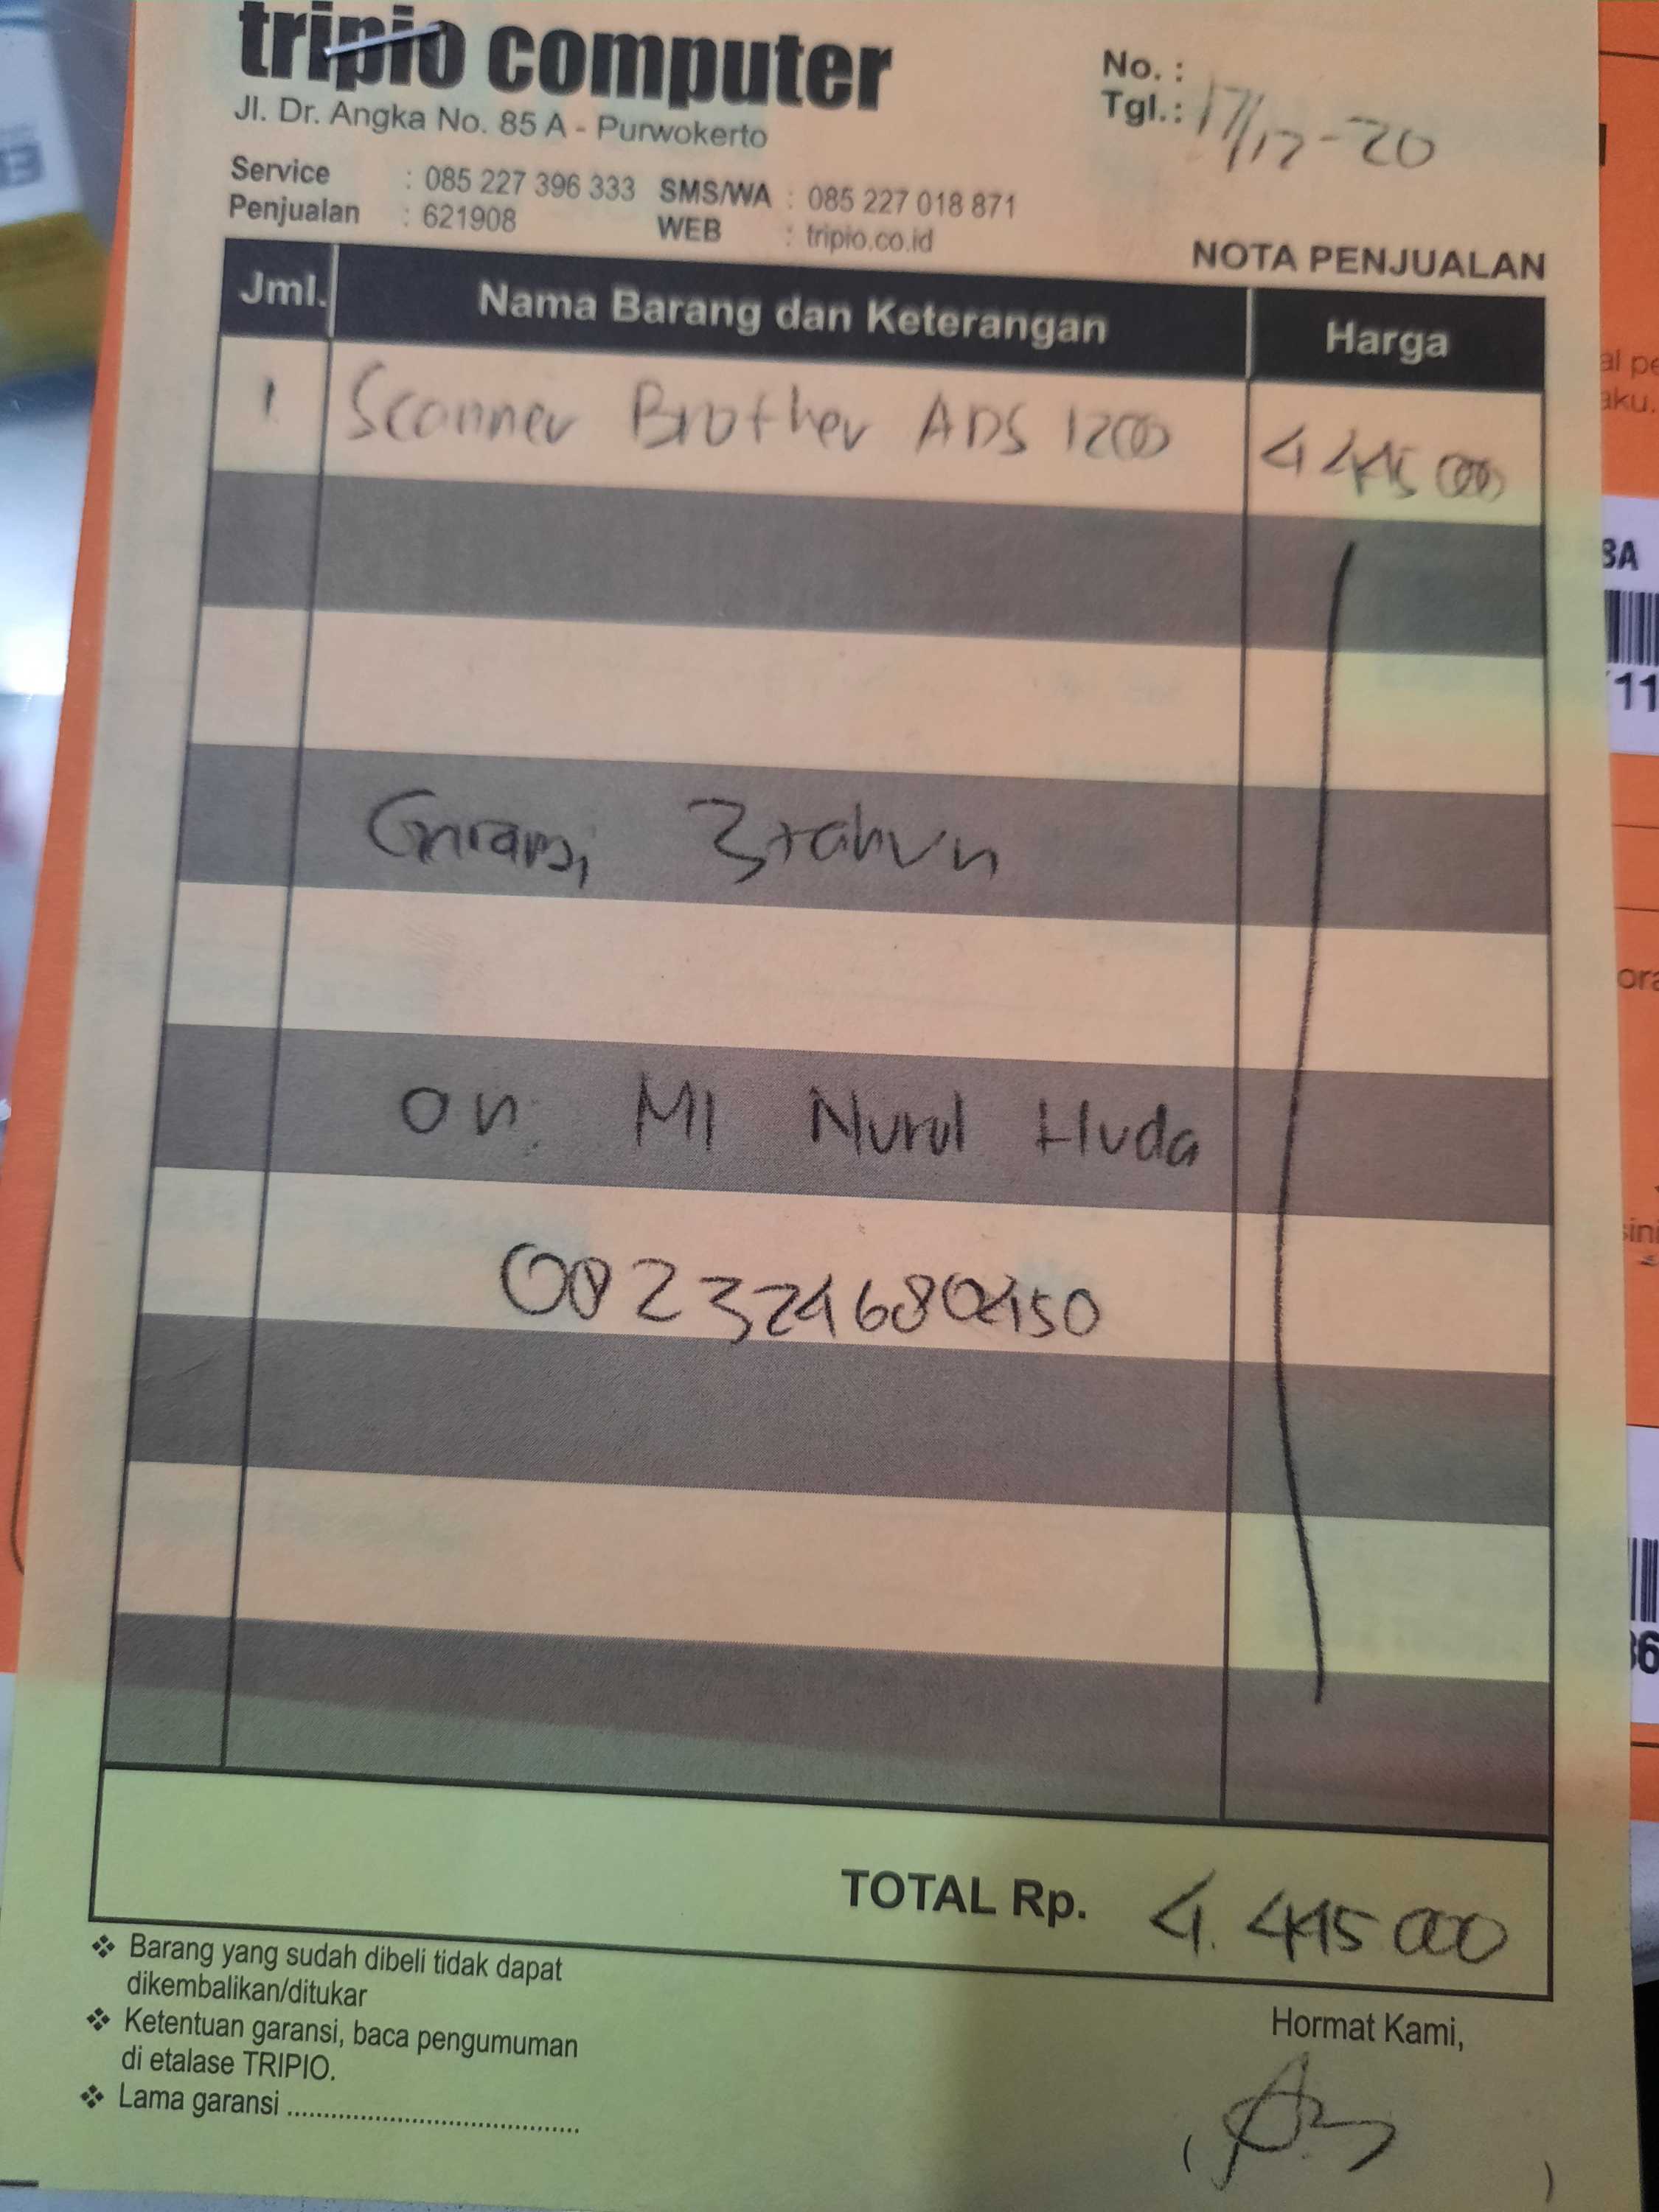 tripio computer
Jl. Dr. Angka No. 85 A - Purwokerto
Service : 085 227 396 333 SMS/WA : 085 227 018 871
Penjualan : 621908 WEB : tripio.co.id
No. :
Tgl.: 17/12-20
NOTA PENJUALAN
Jml. Nama Barang dan Keterangan Harga
1 Scanner Brother ADS 1200 4 445 000
Garansi 3 tahun
an. MI Nurul Huda
TOTAL Rp. 4.445 000
❖ Barang yang sudah dibeli tidak dapat
dikembalikan/ditukar
❖ Ketentuan garansi, baca pengumuman
di etalase TRIPIO.
❖ Lama garansi ..........................................
Hormat Kami,
( )